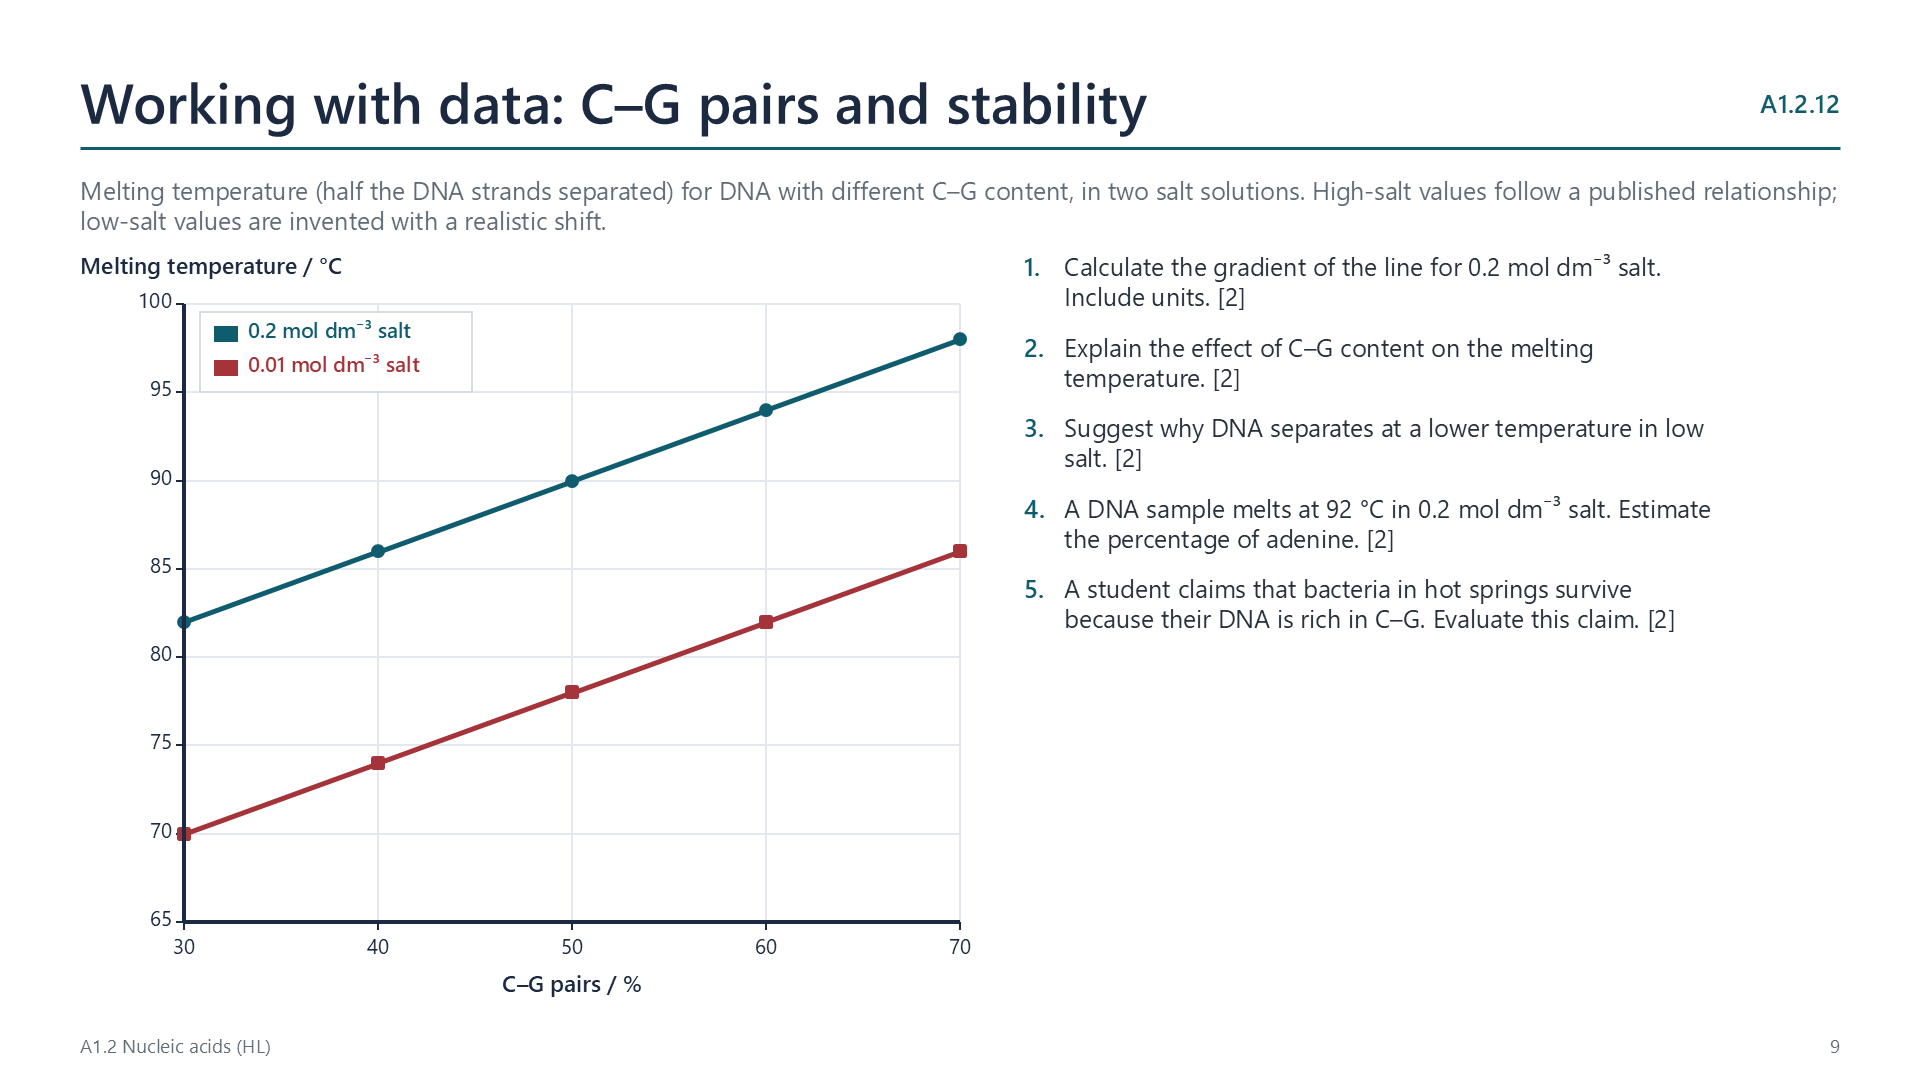 Working with data: C–G pairs and stability
A1.2.12
Melting temperature (half the DNA strands separated) for DNA with different C–G content, in two salt solutions. High-salt values follow a published relationship;
low-salt values are invented with a realistic shift.
Melting temperature / °C
100
95
90
85
80
75
70
65
0.2 mol dm⁻³ salt
0.01 mol dm⁻³ salt
30
40
50
60
70
C–G pairs / %
1. Calculate the gradient of the line for 0.2 mol dm⁻³ salt.
Include units. [2]
2. Explain the effect of C–G content on the melting
temperature. [2]
3. Suggest why DNA separates at a lower temperature in low
salt. [2]
4. A DNA sample melts at 92 °C in 0.2 mol dm⁻³ salt. Estimate
the percentage of adenine. [2]
5. A student claims that bacteria in hot springs survive
because their DNA is rich in C–G. Evaluate this claim. [2]
A1.2 Nucleic acids (HL)
9